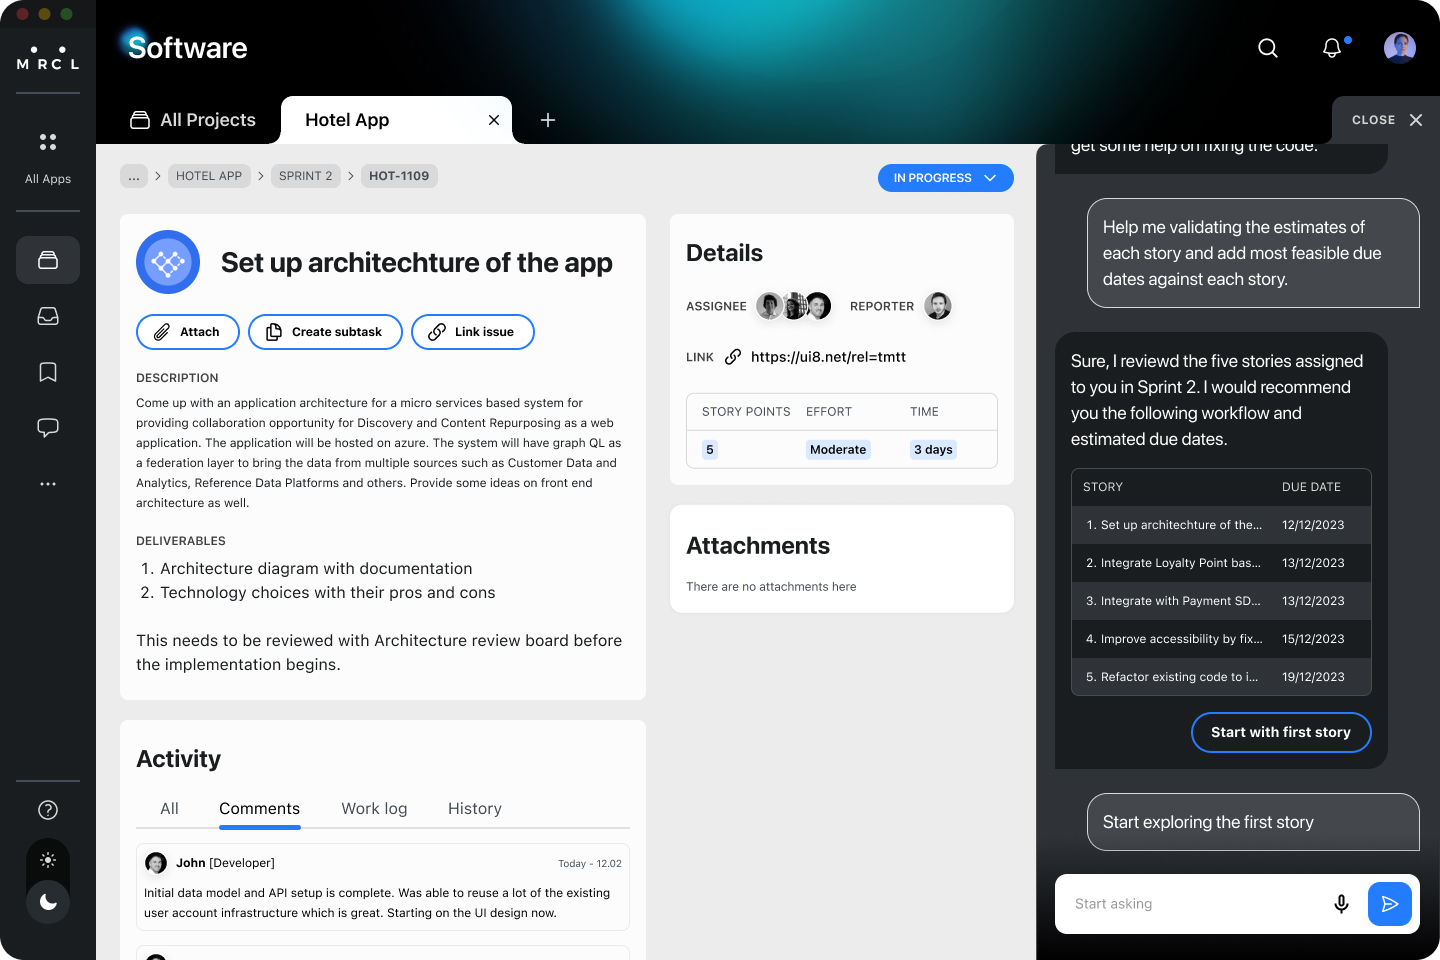 MRCL
All Apps
Software
All Projects
Hotel App
CLOSE
...
HOTEL APP
SPRINT 2
HOT-1109
IN PROGRESS
Set up architechture of the app
Attach
Create subtask
Link issue
DESCRIPTION
Come up with an application architecture for a micro services based system for
providing collaboration opportunity for Discovery and Content Repurposing as a web
application. The application will be hosted on azure. The system will have graph QL as
a federation layer to bring the data from multiple sources such as Customer Data and
Analytics, Reference Data Platforms and others. Provide some ideas on front end
architecture as well.
DELIVERABLES
1. Architecture diagram with documentation
2. Technology choices with their pros and cons
This needs to be reviewed with Architecture review board before
the implementation begins.
Activity
All
Comments
Work log
History
John [Developer]
Today - 12.02
Initial data model and API setup is complete. Was able to reuse a lot of the existing
user account infrastructure which is great. Starting on the UI design now.
Details
ASSIGNEE
REPORTER
LINK
https://ui8.net/rel=tmtt
STORY POINTS EFFORT TIME
5 Moderate 3 days
Attachments
There are no attachments here
get some help on fixing the code.
Help me validating the estimates of
each story and add most feasible due
dates against each story.
Sure, I reviewd the five stories assigned
to you in Sprint 2. I would recommend
you the following workflow and
estimated due dates.
STORY DUE DATE
1. Set up architechture of the... 12/12/2023
2. Integrate Loyalty Point bas... 13/12/2023
3. Integrate with Payment SD... 13/12/2023
4. Improve accessibility by fix... 15/12/2023
5. Refactor existing code to i... 19/12/2023
Start with first story
Start exploring the first story
Start asking